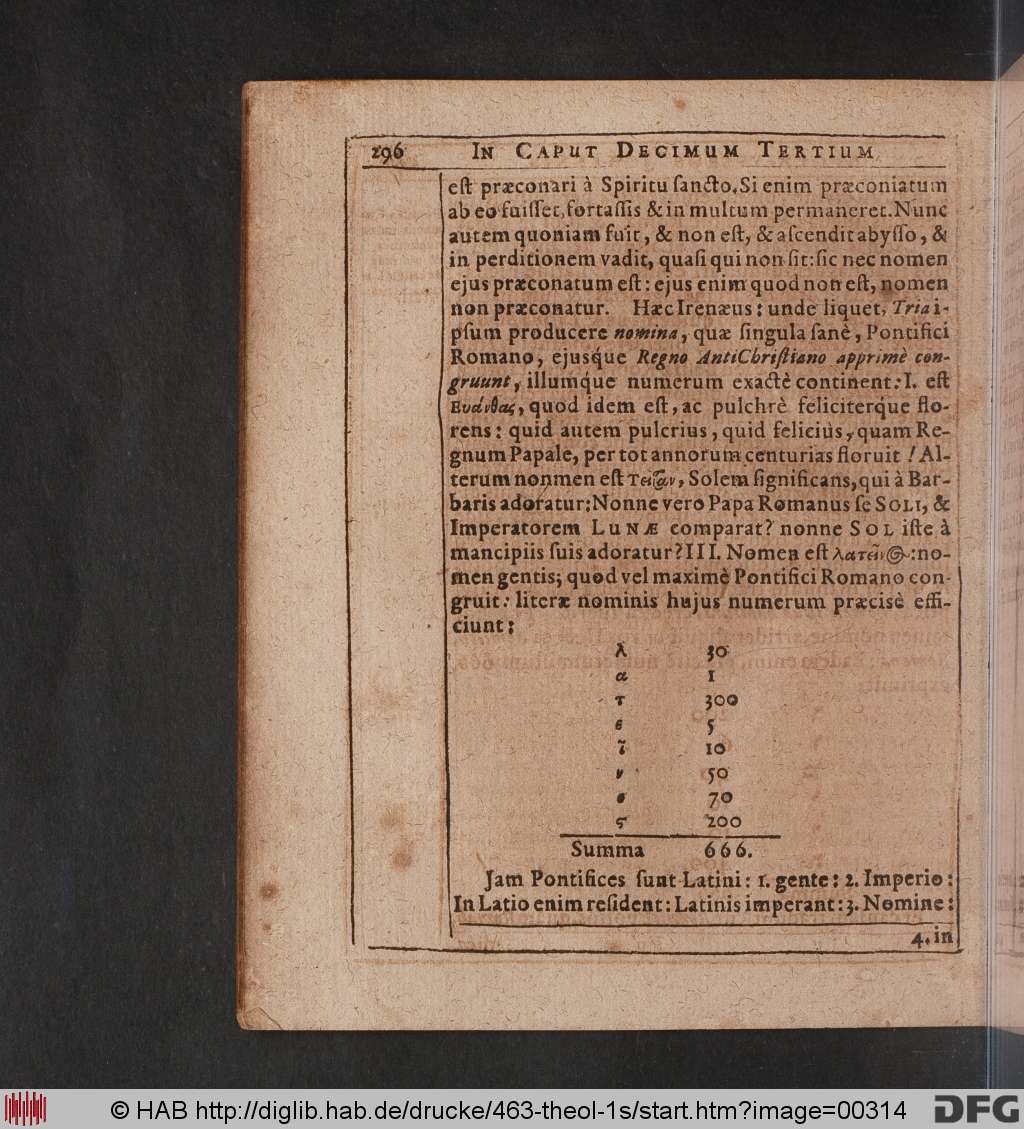 296 In Caput Decimum Tertium
eſt præconari à Spiritu ſancto. Si enim præconiatum
ab eo fuiſſet, fortaſſis & in multum permaneret. Nunc
autem quoniam fuit, & non eſt, & aſcendit abyſſo, &
in perditionem vadit, quaſi qui non ſit: ſic nec nomen
ejus præconatum eſt: ejus enim quod non eſt, nomen
non præconatur. Hæc Irenæus: unde liquet, Tria i-
pſum producere nomina, quæ ſingula ſanè, Pontifici
Romano, ejusq́ue Regno AntiChriſtiano apprimè con-
gruunt, illumq́ue numerum exactè continent: I. eſt
Ευάνθας, quod idem eſt, ac pulchrè feliciterq́ue flo-
rens: quid autem pulcrius, quid felicius, quam Re-
gnum Papale, per tot annorum centurias floruit! Al-
terum nonmen eſt Τειτᾶν, Solem ſignificans, qui à Bar-
baris adoratur; Nonne vero Papa Romanus ſe SOLI, &
Imperatorem LUNÆ comparat? nonne SOL iſte à
mancipiis ſuis adoratur? III. Nomen eſt λατεῖνος: no-
men gentis; quod vel maximè Pontifici Romano con-
gruit: literæ nominis hujus numerum præcisè effi-
ciunt:
λ 30
α 1
τ 300
ε 5
ῖ 10
ν 50
ο 70
ς 200
Summa 666.
Jam Pontifices ſunt Latini: 1. gente: 2. Imperio:
In Latio enim reſident: Latinis imperant: 3. Nomine:
4. in
© HAB http://diglib.hab.de/drucke/463-theol-1s/start.htm?image=00314
DFG